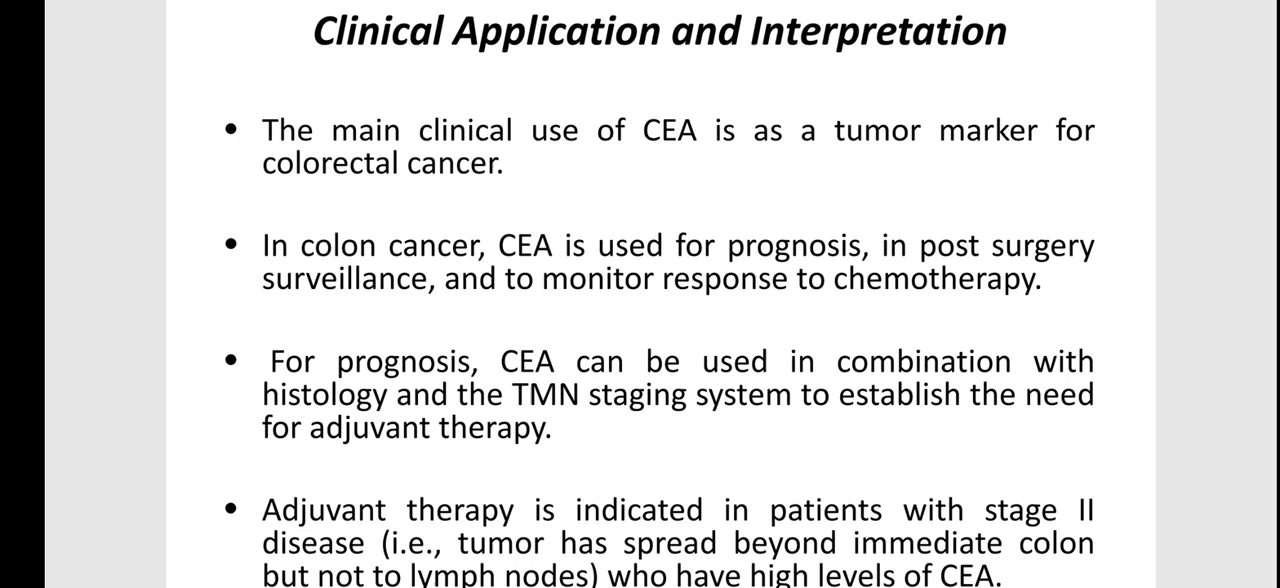 Clinical Application and Interpretation
• The main clinical use of CEA is as a tumor marker for
colorectal cancer.
• In colon cancer, CEA is used for prognosis, in post surgery
surveillance, and to monitor response to chemotherapy.
• For prognosis, CEA can be used in combination with
histology and the TMN staging system to establish the need
for adjuvant therapy.
• Adjuvant therapy is indicated in patients with stage II
disease (i.e., tumor has spread beyond immediate colon
but not to lymph nodes) who have high levels of CEA.